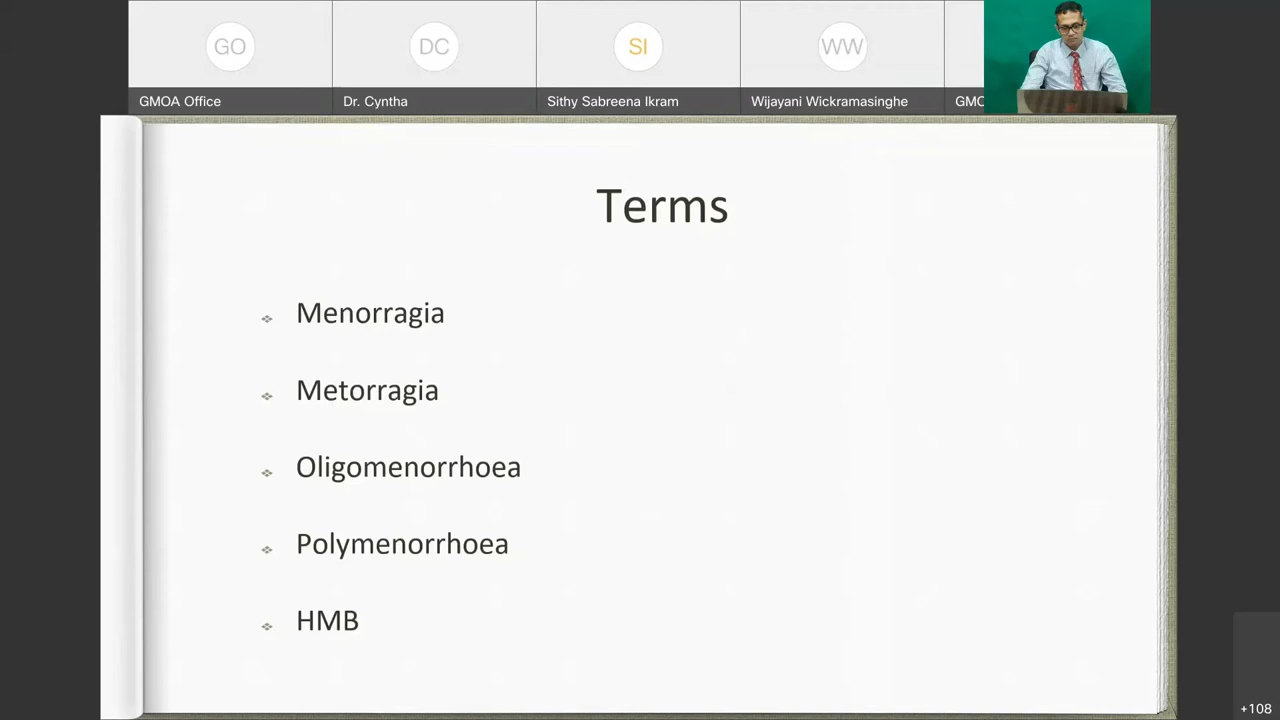 GO
DC
SI
WW
GMOA Office
Dr. Cyntha
Sithy Sabreena Ikram
Wijayani Wickramasinghe
GMO
Terms
Menorragia
Metorragia
Oligomenorrhoea
Polymenorrhoea
HMB
+108